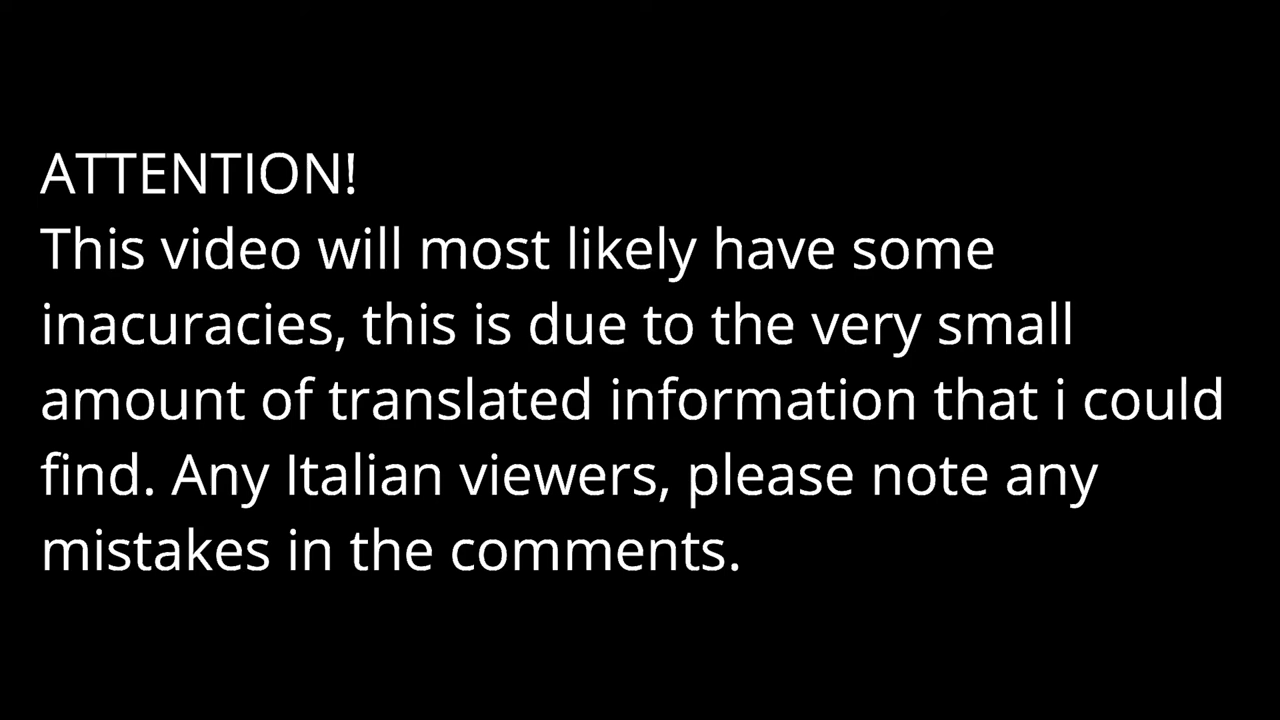 ATTENTION!
This video will most likely have some
inacuracies, this is due to the very small
amount of translated information that i could
find. Any Italian viewers, please note any
mistakes in the comments.